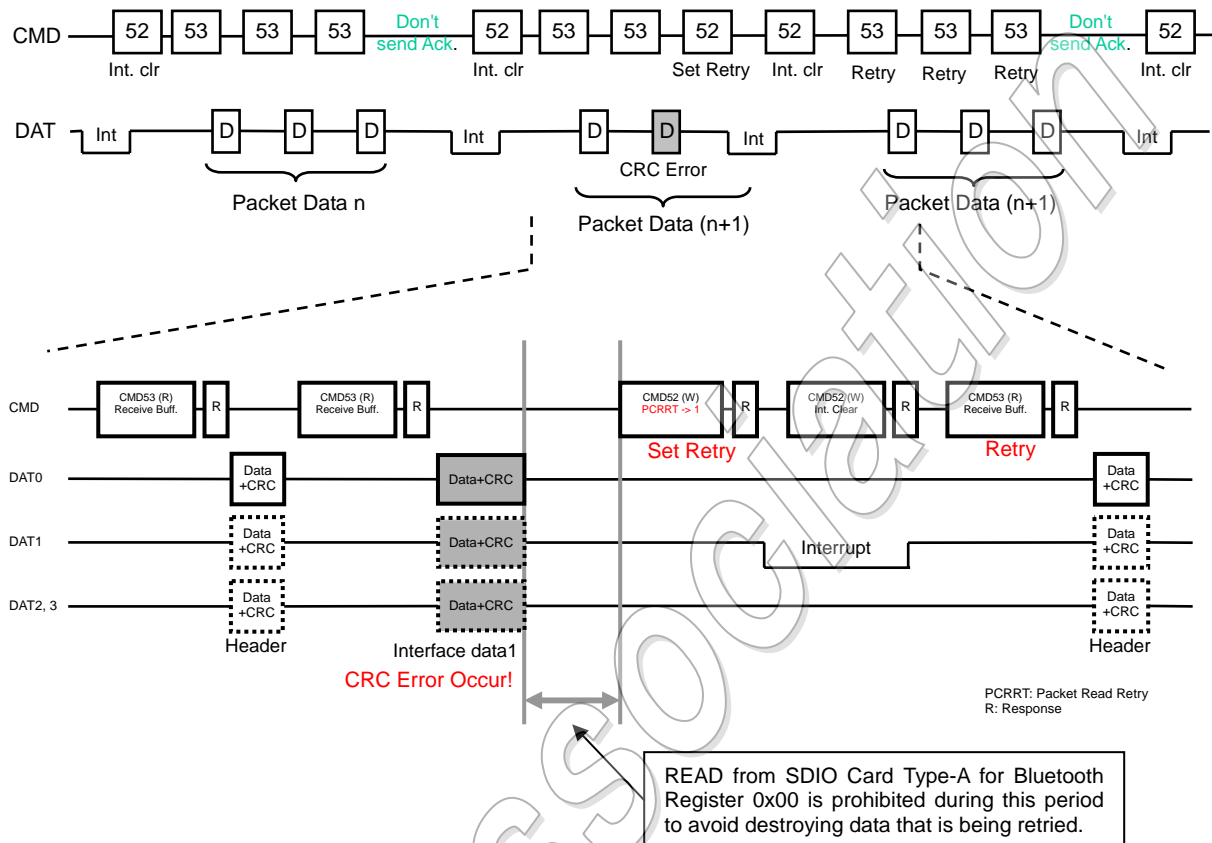 CMD 52 53 53 53 Don't send Ack. 52 53 53 52 52 53 53 53 Don't send Ack. 52
Int. clr Int. clr Set Retry Int. clr Retry Retry Retry Int. clr
DAT Int D D D Int D D Int D D D Int
CRC Error
Packet Data n
Packet Data (n+1)
Packet Data (n+1)
CMD
CMD53 (R)
Receive Buff.
R
CMD53 (R)
Receive Buff.
R
CMD52 (W)
PCRRT -> 1
R
CMD52 (W)
Int. Clear
R
CMD53 (R)
Receive Buff.
R
Set Retry
Retry
DAT0
Data
+CRC
Data+CRC
Data
+CRC
DAT1
Data
+CRC
Data+CRC
Interrupt
Data
+CRC
DAT2, 3
Data
+CRC
Data+CRC
Data
+CRC
Header
Interface data1
Header
CRC Error Occur!
PCRRT: Packet Read Retry
R: Response
READ from SDIO Card Type-A for Bluetooth
Register 0x00 is prohibited during this period
to avoid destroying data that is being retried.
ssociation